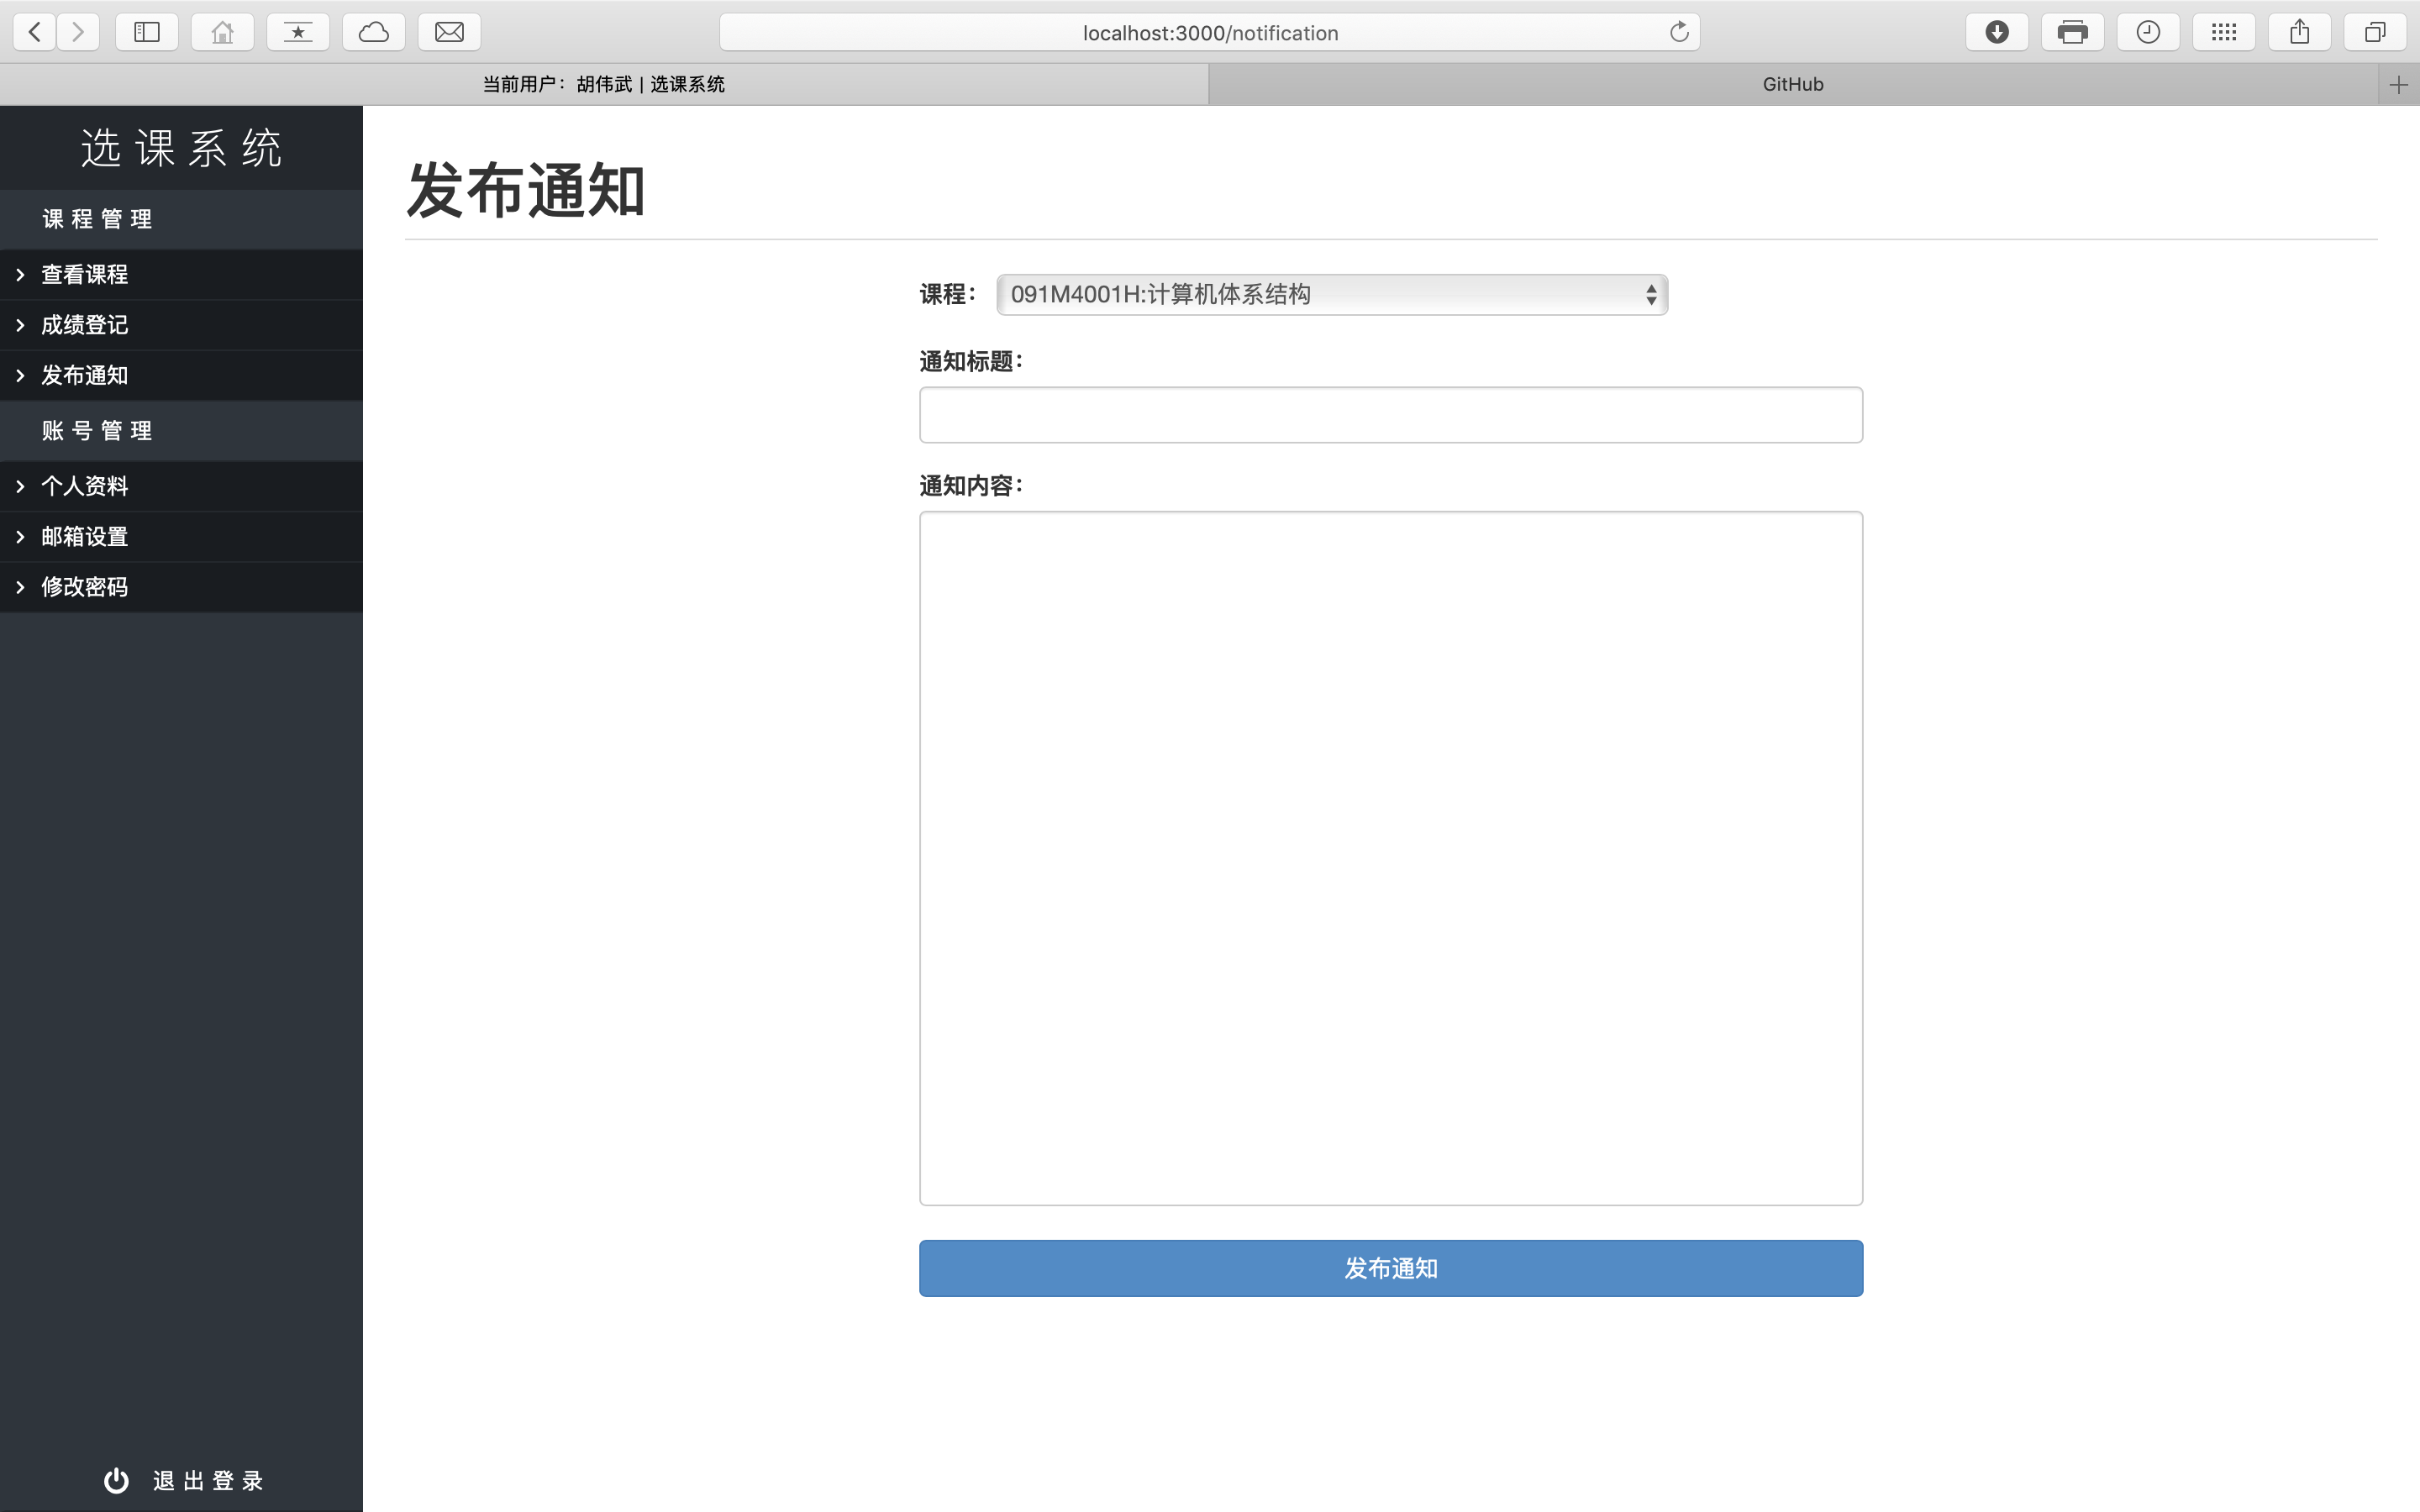 localhost:3000/notification
当前用户：胡伟武 | 选课系统
GitHub
选课系统
课程管理
查看课程
成绩登记
发布通知
账号管理
个人资料
邮箱设置
修改密码
退出登录
发布通知
课程：
091M4001H:计算机体系结构
通知标题：
通知内容：
发布通知